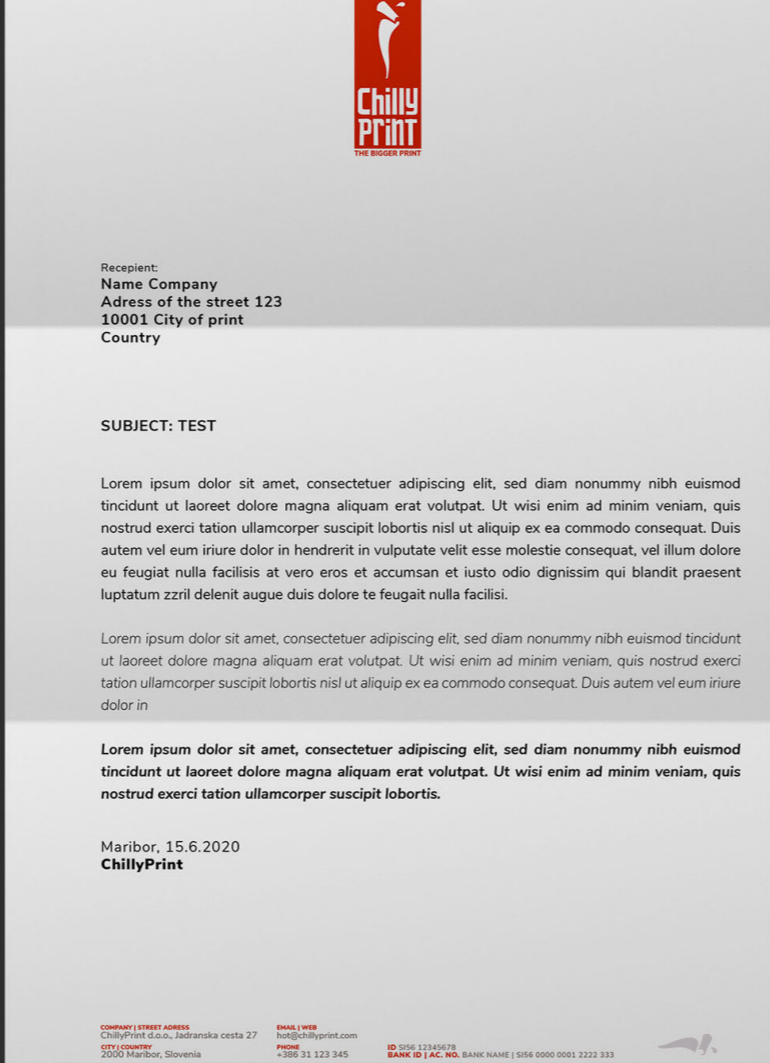 Chilly
Print
THE BIGGER PRINT
Recepient:
Name Company
Adress of the street 123
10001 City of print
Country
SUBJECT: TEST
Lorem ipsum dolor sit amet, consectetuer adipiscing elit, sed diam nonummy nibh euismod
tincidunt ut laoreet dolore magna aliquam erat volutpat. Ut wisi enim ad minim veniam, quis
nostrud exerci tation ullamcorper suscipit lobortis nisl ut aliquip ex ea commodo consequat. Duis
autem vel eum iriure dolor in hendrerit in vulputate velit esse molestie consequat, vel illum dolore
eu feugiat nulla facilisis at vero eros et accumsan et iusto odio dignissim qui blandit praesent
luptatum zzril delenit augue duis dolore te feugait nulla facilisi.
Lorem ipsum dolor sit amet, consectetuer adipiscing elit, sed diam nonummy nibh euismod tincidunt
ut laoreet dolore magna aliquam erat volutpat. Ut wisi enim ad minim veniam, quis nostrud exerci
tation ullamcorper suscipit lobortis nisl ut aliquip ex ea commodo consequat. Duis autem vel eum iriure
dolor in
Lorem ipsum dolor sit amet, consectetuer adipiscing elit, sed diam nonummy nibh euismod
tincidunt ut laoreet dolore magna aliquam erat volutpat. Ut wisi enim ad minim veniam, quis
nostrud exerci tation ullamcorper suscipit lobortis.
Maribor, 15.6.2020
ChillyPrint
COMPANY | STREET ADRESS
ChillyPrint d.o.o., Jadranska cesta 27
CITY | COUNTRY
2000 Maribor, Slovenia
EMAIL | WEB
hot@chillyprint.com
PHONE
+386 31 123 345
ID SI56 12345678
BANK ID | AC. NO. BANK NAME | SI56 0000 0001 2222 333